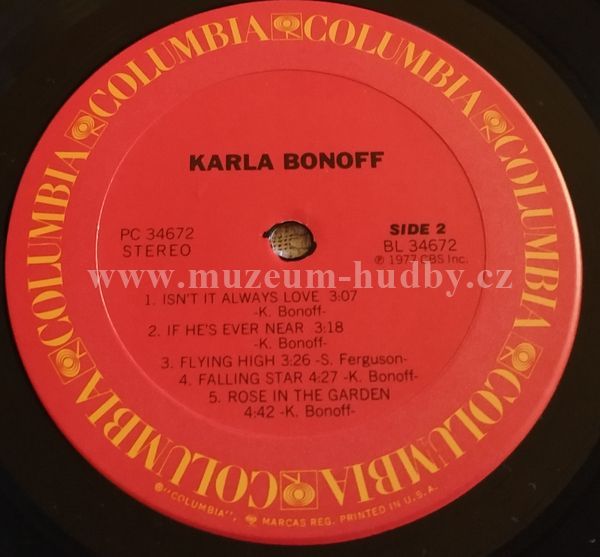 COLUMBIA COLUMBIA COLUMBIA COLUMBIA COLUMBIA COLUMBIA COLUMBIA
KARLA BONOFF
PC 34672
STEREO
SIDE 2
BL 34672
℗ 1977 CBS Inc.
www.muzeum-hudby.cz
1. ISN'T IT ALWAYS LOVE 3:07
-K. Bonoff-
2. IF HE'S EVER NEAR 3:18
-K. Bonoff-
3. FLYING HIGH 3:26 -S. Ferguson-
4. FALLING STAR 4:27 -K. Bonoff-
5. ROSE IN THE GARDEN
4:42 -K. Bonoff-
® "COLUMBIA", MARCAS REG. PRINTED IN U.S.A.